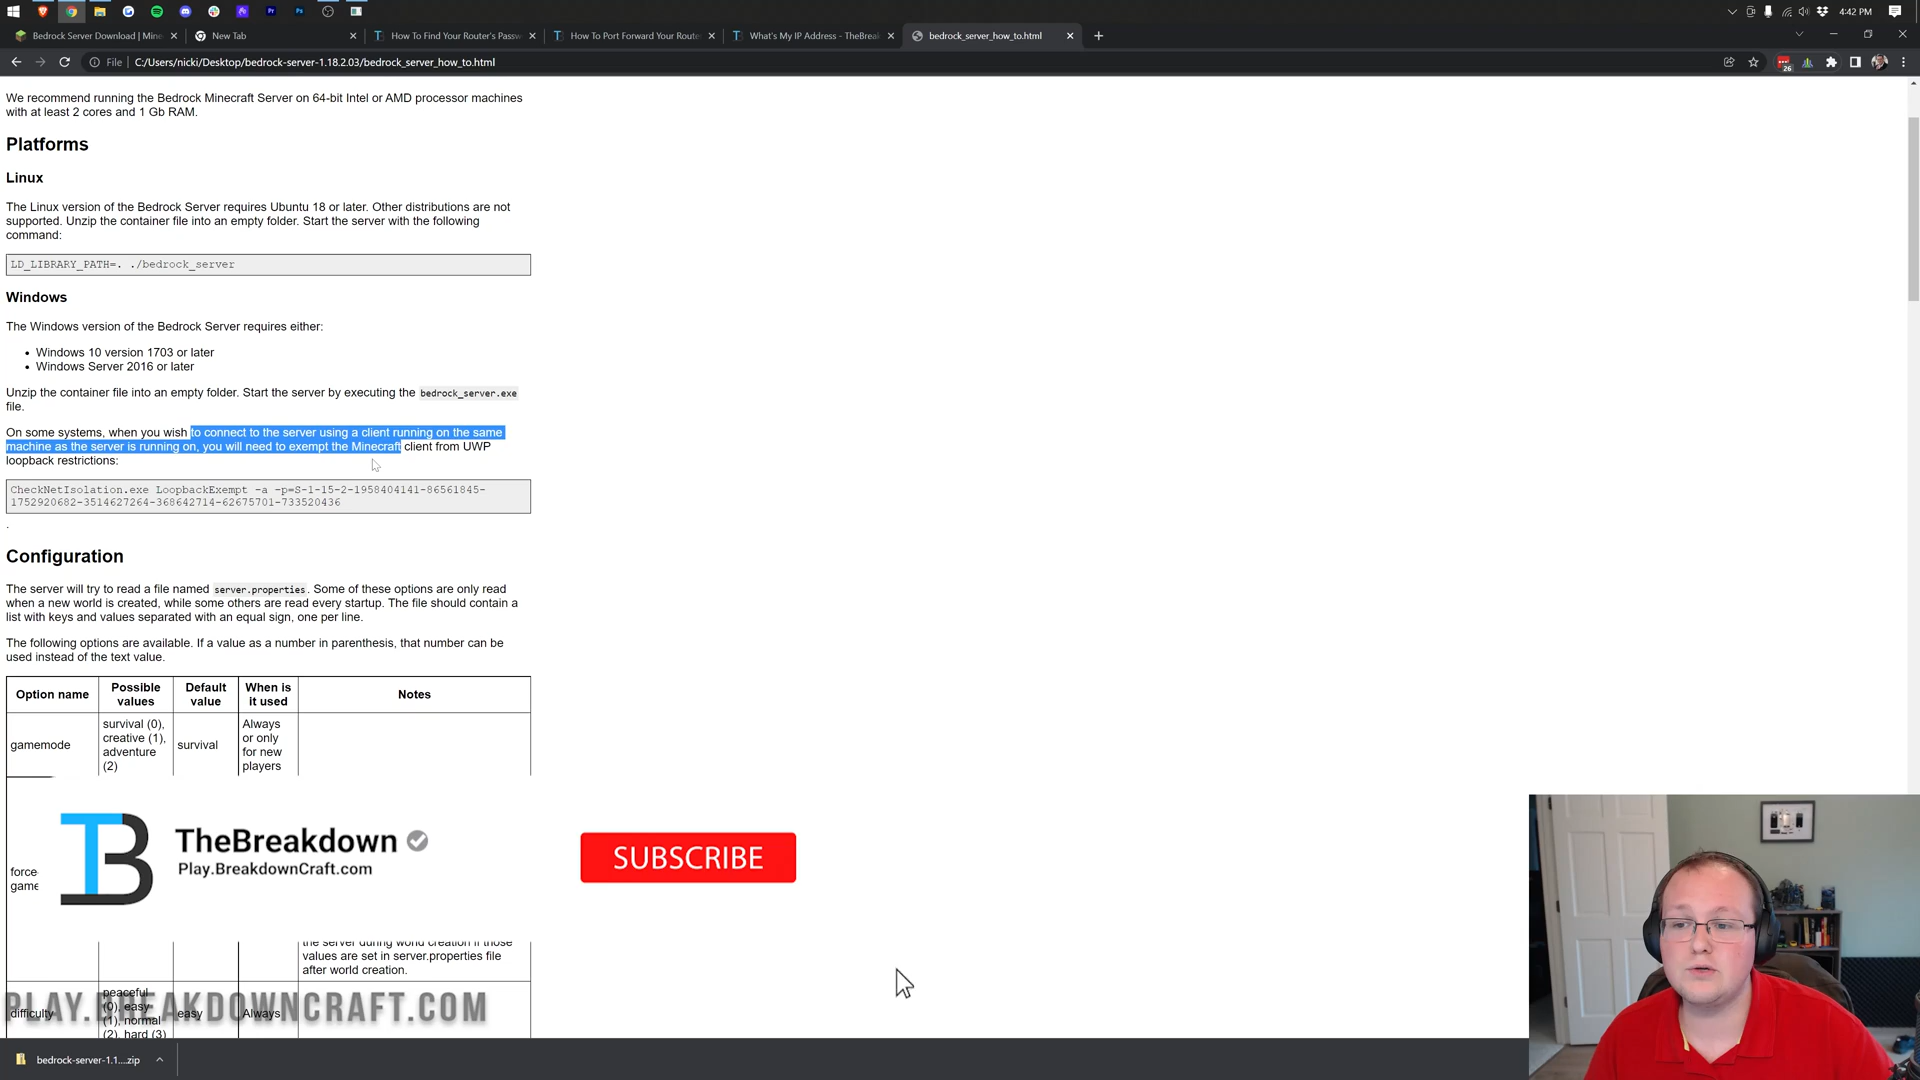 4:42 PM
Bedrock Server Download | Mine
New Tab
How To Find Your Router's Passw
How To Port Forward Your Route
What's My IP Address - TheBreak
bedrock_server_how_to.html
File
C:/Users/nicki/Desktop/bedrock-server-1.18.2.03/bedrock_server_how_to.html
26
We recommend running the Bedrock Minecraft Server on 64-bit Intel or AMD processor machines
with at least 2 cores and 1 Gb RAM.
Platforms
Linux
The Linux version of the Bedrock Server requires Ubuntu 18 or later. Other distributions are not
supported. Unzip the container file into an empty folder. Start the server with the following
command:
LD_LIBRARY_PATH=. ./bedrock_server
Windows
The Windows version of the Bedrock Server requires either:
• Windows 10 version 1703 or later
• Windows Server 2016 or later
Unzip the container file into an empty folder. Start the server by executing the bedrock_server.exe
file.
On some systems, when you wish to connect to the server using a client running on the same
machine as the server is running on, you will need to exempt the Minecraft client from UWP
loopback restrictions:
CheckNetIsolation.exe LoopbackExempt -a -p=S-1-15-2-1958404141-86561845-
1752920682-3514627264-368642714-62675701-733520436
.
Configuration
The server will try to read a file named server.properties. Some of these options are only read
when a new world is created, while some others are read every startup. The file should contain a
list with keys and values separated with an equal sign, one per line.
The following options are available. If a value as a number in parenthesis, that number can be
used instead of the text value.
Option name
Possible
values
Default
value
When is
it used
Notes
gamemode
survival (0),
creative (1),
adventure
(2)
survival
Always
or only
for new
players
force
game
TheBreakdown
Play.BreakdownCraft.com
SUBSCRIBE
the server during world creation if those
values are set in server.properties file
after world creation.
difficulty
peaceful
(0), easy
(1), normal
(2), hard (3)
easy
Always
PLAY.BREAKDOWNCRAFT.COM
bedrock-server-1.1....zip